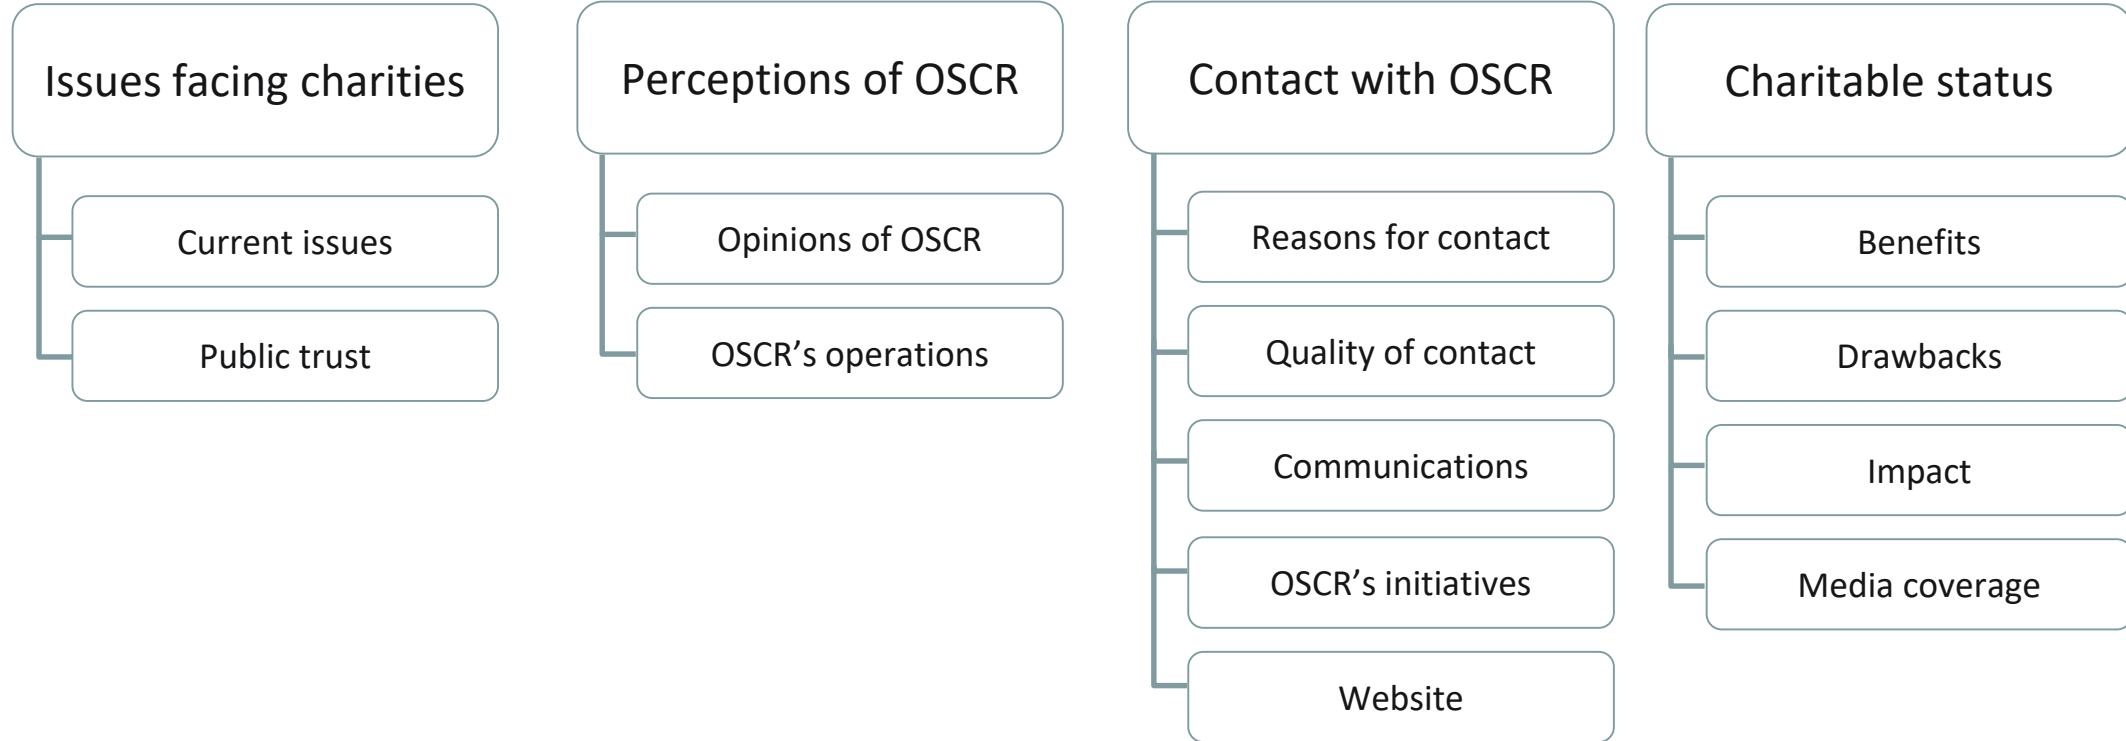 Issues facing charities
Current issues
Public trust
Perceptions of OSCR
Opinions of OSCR
OSCR’s operations
Contact with OSCR
Reasons for contact
Quality of contact
Communications
OSCR’s initiatives
Website
Charitable status
Benefits
Drawbacks
Impact
Media coverage